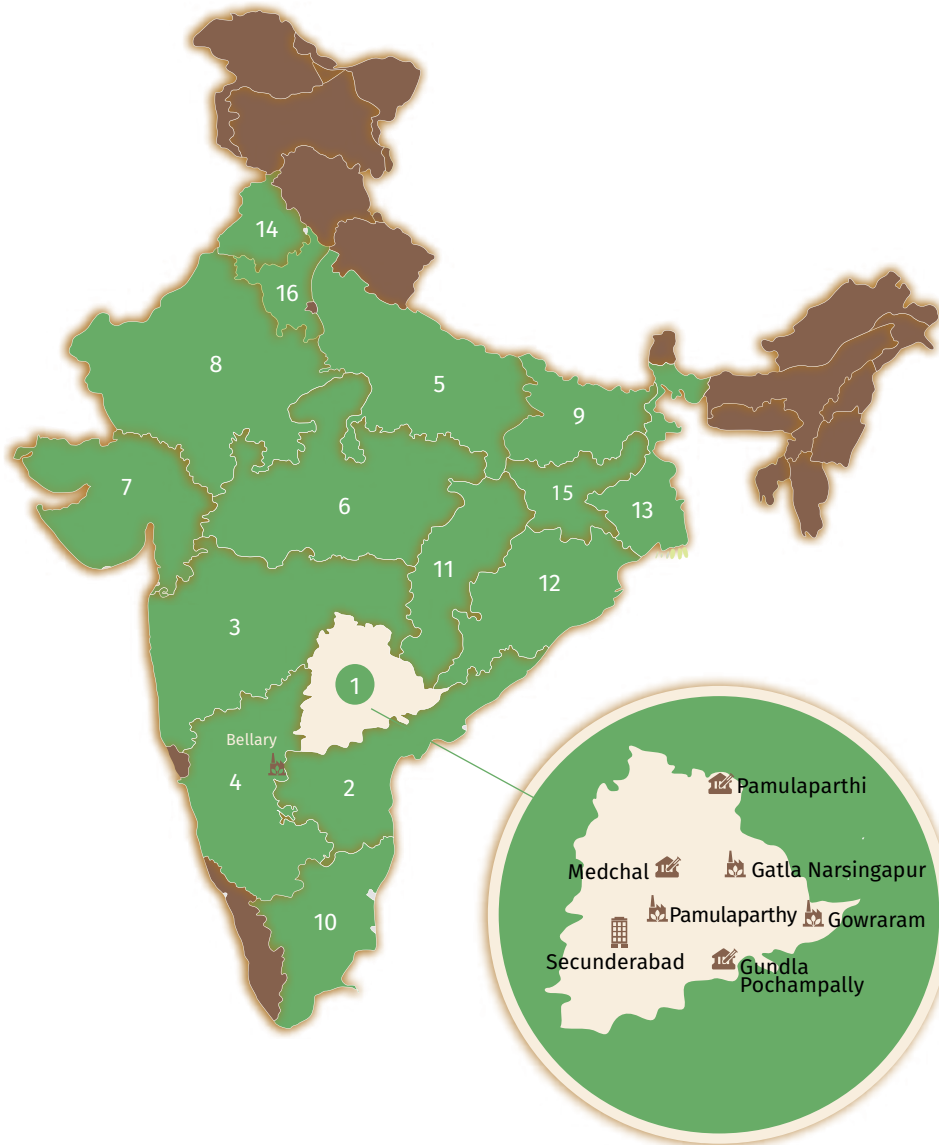 14
16
8
5
9
7
6
15
13
11
12
3
1
Bellary
4
2
10
Pamulaparthi
Medchal
Gatla Narsingapur
Pamulaparthy
Gowraram
Secunderabad
Gundla
Pochampally